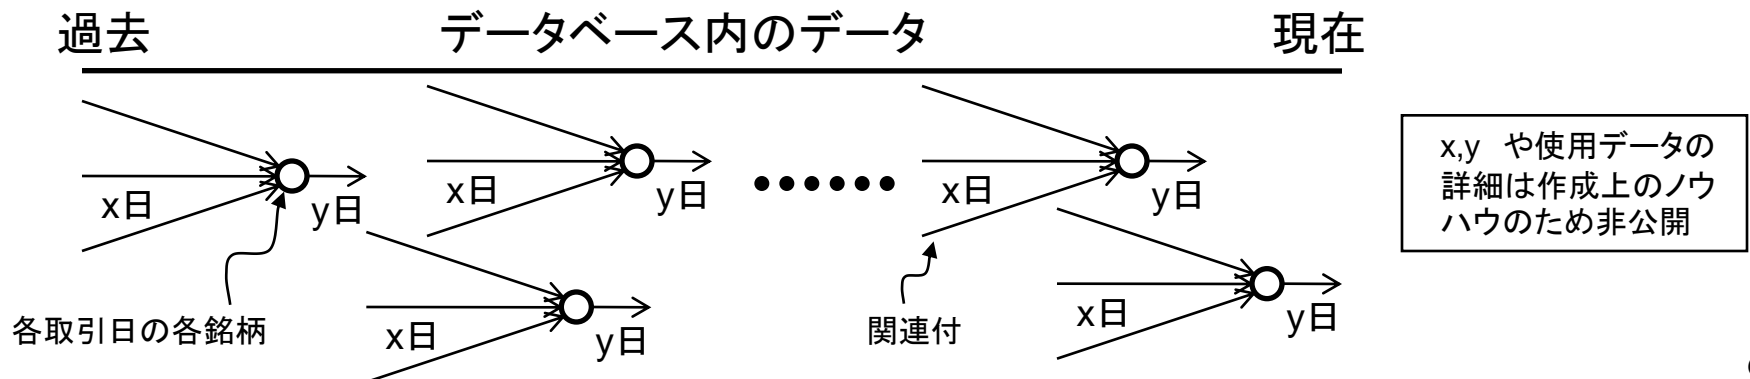 過去 データベース内のデータ 現在
x,y や使用データの
詳細は作成上のノウ
ハウのため非公開
x日 y日
x日 y日
x日 y日
x日 y日
x日 y日
各取引日の各銘柄
関連付